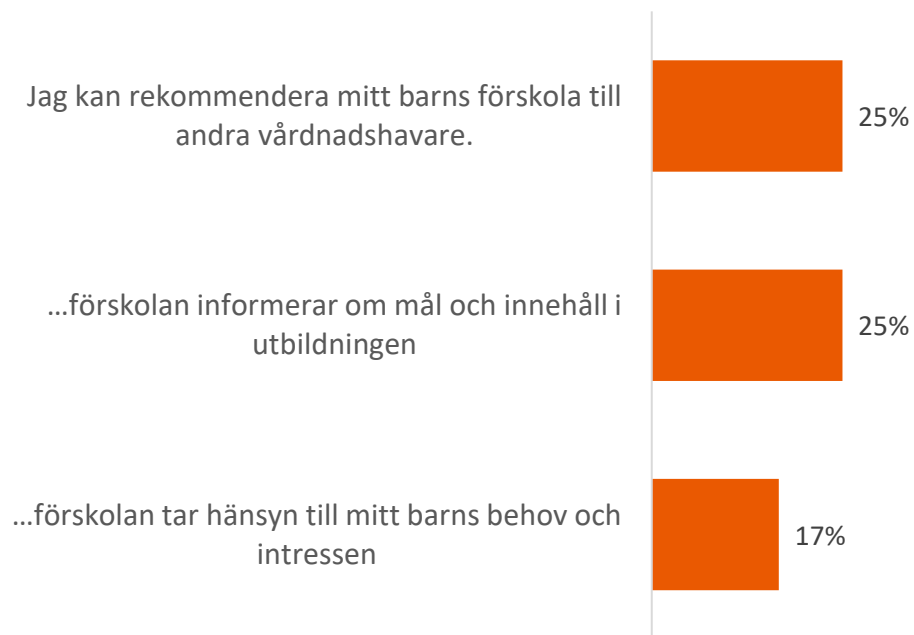 Jag kan rekommendera mitt barns förskola till
andra vårdnadshavare.
25%
...förskolan informerar om mål och innehåll i
utbildningen
25%
...förskolan tar hänsyn till mitt barns behov och
intressen
17%